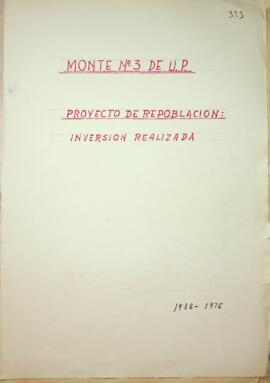 333
MONTE Nº 3 DE U.P.
PROYECTO DE REPOBLACION:
INVERSION REALIZADA
1938 - 1976